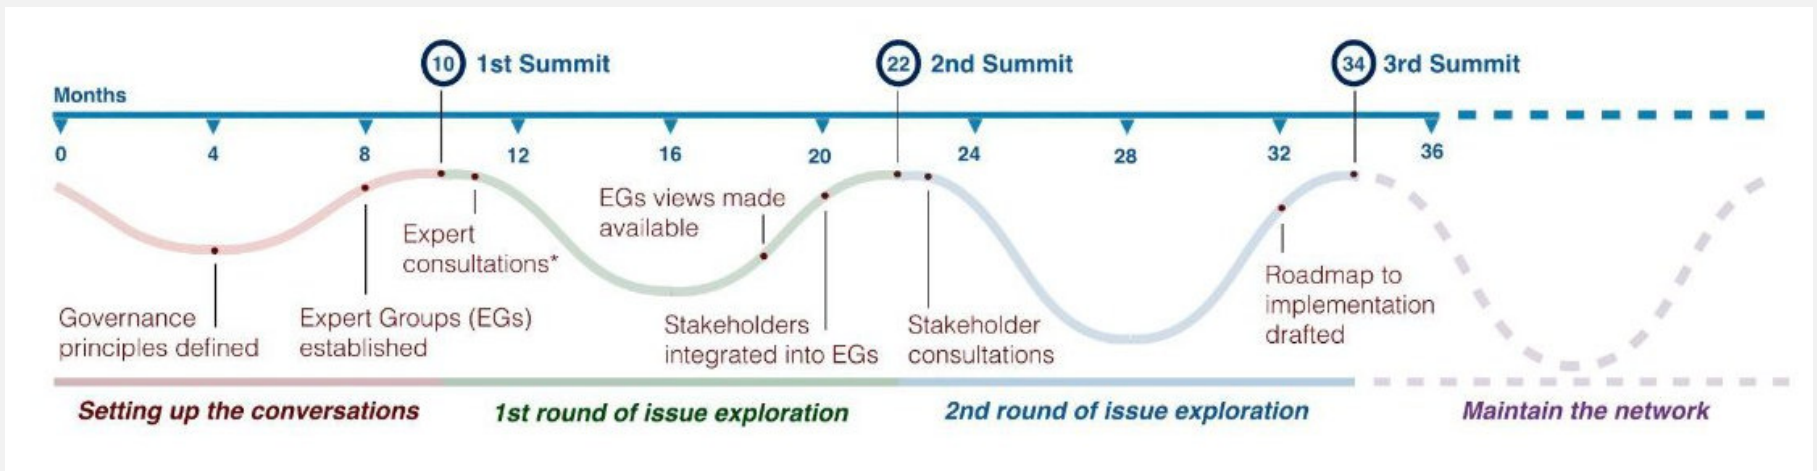 10 1st Summit
22 2nd Summit
34 3rd Summit
Months
0 4 8 12 16 20 24 28 32 36
Governance
principles defined
Expert Groups (EGs)
established
Expert
consultations*
EGs views made
available
Stakeholders
integrated into EGs
Stakeholder
consultations
Roadmap to
implementation
drafted
Setting up the conversations
1st round of issue exploration
2nd round of issue exploration
Maintain the network